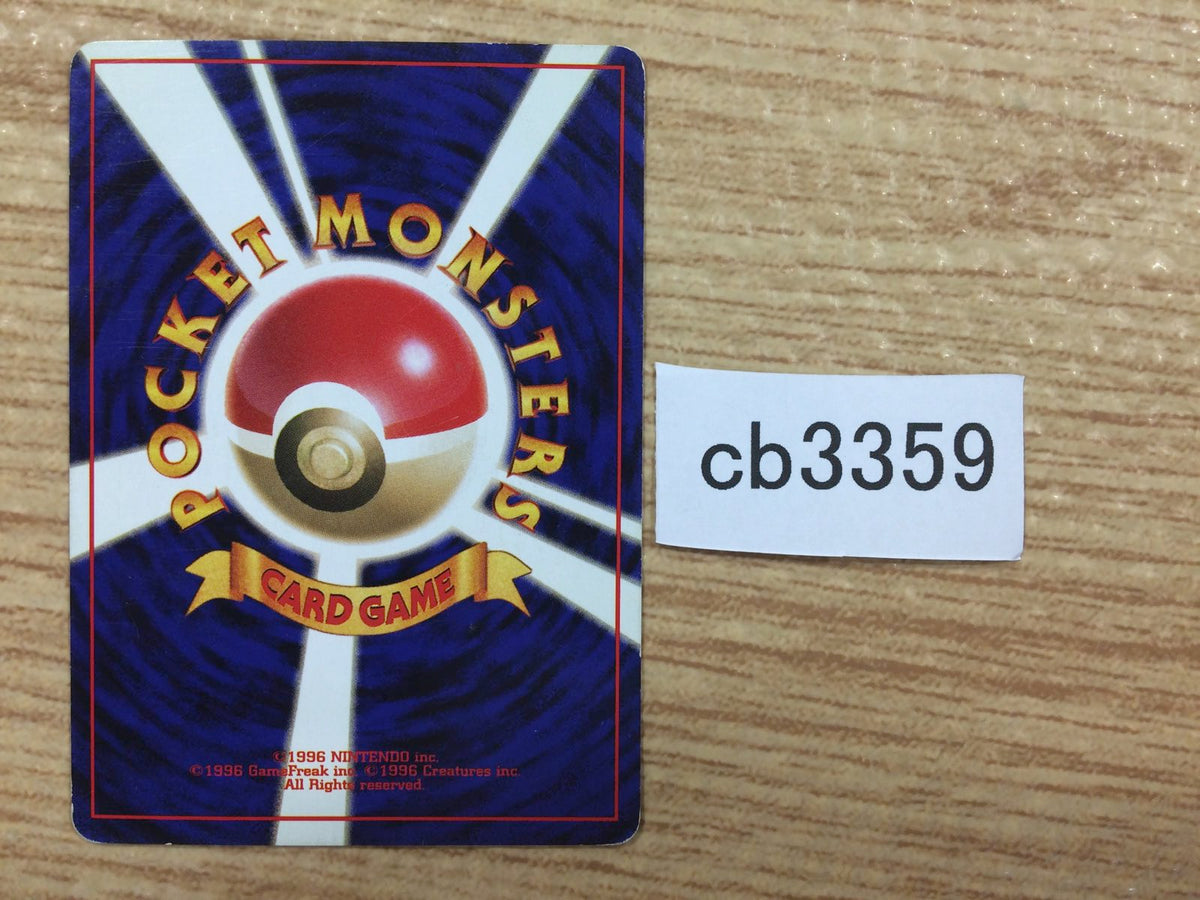 POCKET MONSTERS
CARD GAME
©1996 NINTENDO inc.
©1996 GameFreak inc. ©1996 Creatures inc.
All Rights reserved.
cb3359